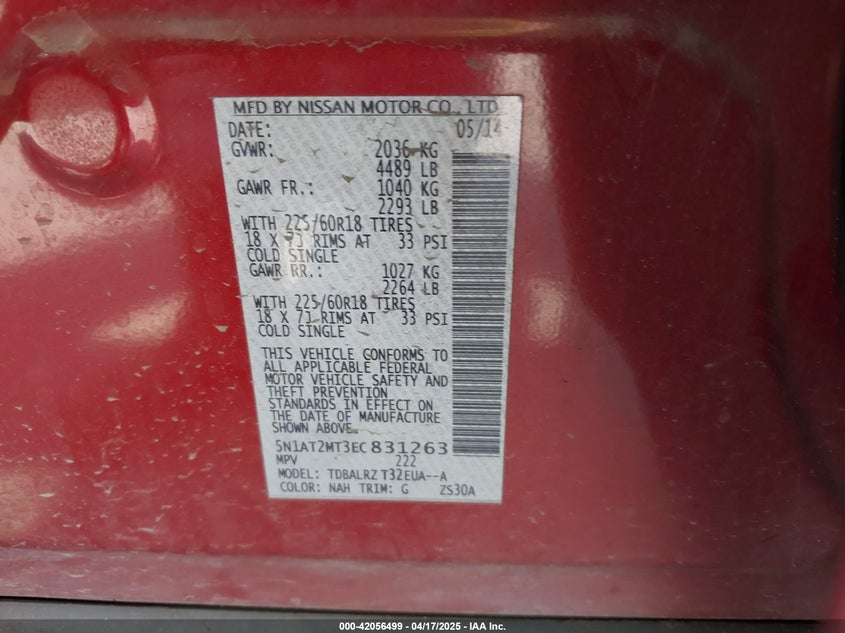 MFD BY NISSAN MOTOR CO., LTD
DATE: 05/14
GVWR: 2036 KG
4489 LB
GAWR FR.: 1040 KG
2293 LB
WITH 225/60R18 TIRES
18 X 7J RIMS AT 33 PSI
COLD SINGLE
GAWR RR.: 1027 KG
2264 LB
WITH 225/60R18 TIRES
18 X 7J RIMS AT 33 PSI
COLD SINGLE
THIS VEHICLE CONFORMS TO
ALL APPLICABLE FEDERAL
MOTOR VEHICLE SAFETY AND
THEFT PREVENTION
STANDARDS IN EFFECT ON
THE DATE OF MANUFACTURE
SHOWN ABOVE.
5N1AT2MT3EC831263
MPV 222
MODEL: TDBALRZ T32EUA--A
COLOR: NAH TRIM: G ZS30A
000-42056499 - 04/17/2025 - IAA Inc.